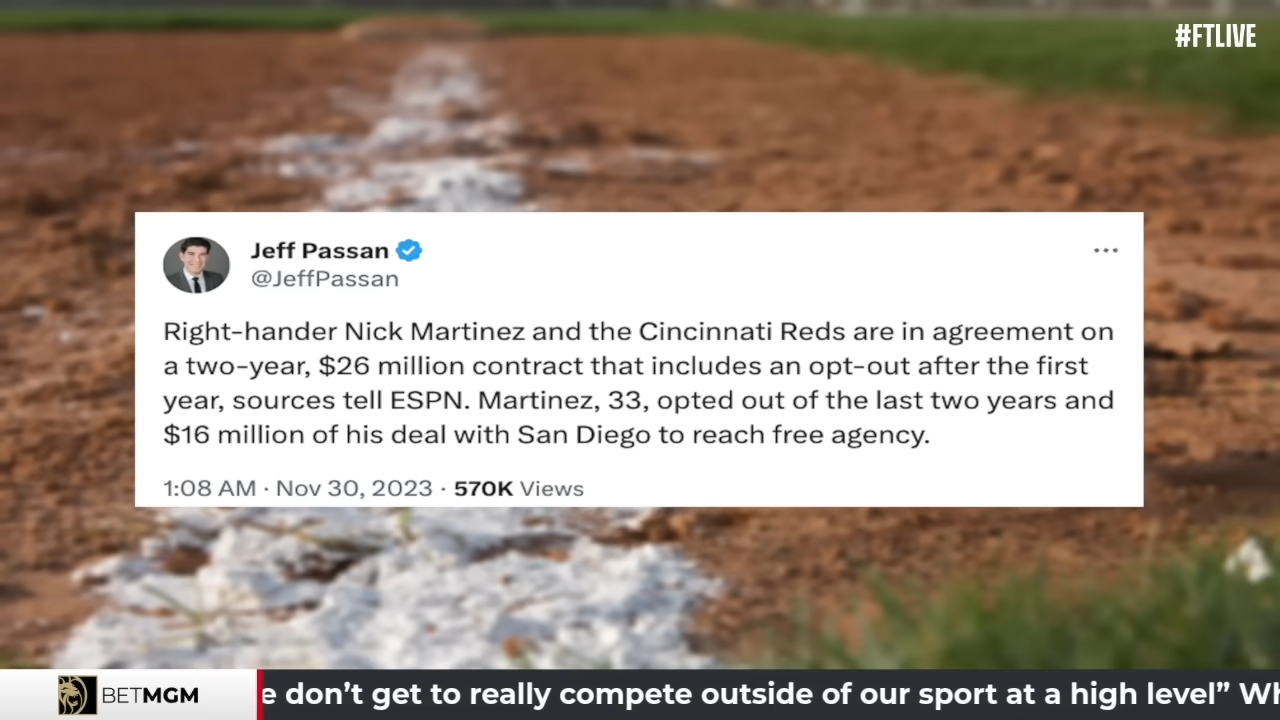 #FTLIVE
Jeff Passan
@JeffPassan
Right-hander Nick Martinez and the Cincinnati Reds are in agreement on
a two-year, $26 million contract that includes an opt-out after the first
year, sources tell ESPN. Martinez, 33, opted out of the last two years and
$16 million of his deal with San Diego to reach free agency.
1:08 AM · Nov 30, 2023 · 570K Views
BETMGM
e don’t get to really compete outside of our sport at a high level” Wh